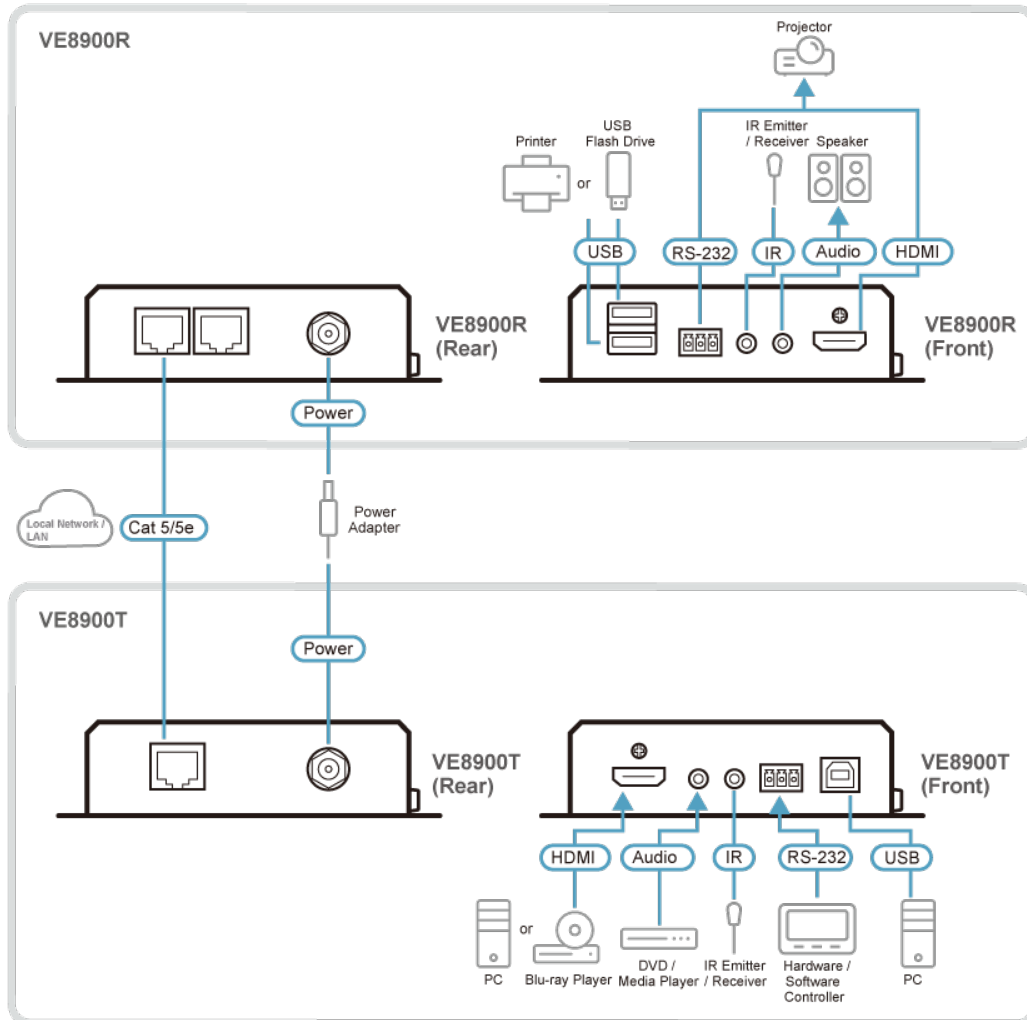 VE8900R
Projector
Printer
or
USB
Flash Drive
IR Emitter
/ Receiver
Speaker
USB
RS-232
IR
Audio
HDMI
VE8900R
(Rear)
VE8900R
(Front)
Power
Local Network /
LAN
Cat 5/5e
Power
Adapter
VE8900T
Power
VE8900T
(Rear)
VE8900T
(Front)
HDMI
Audio
IR
RS-232
USB
PC
or
Blu-ray Player
DVD /
Media Player
IR Emitter
/ Receiver
Hardware /
Software
Controller
PC